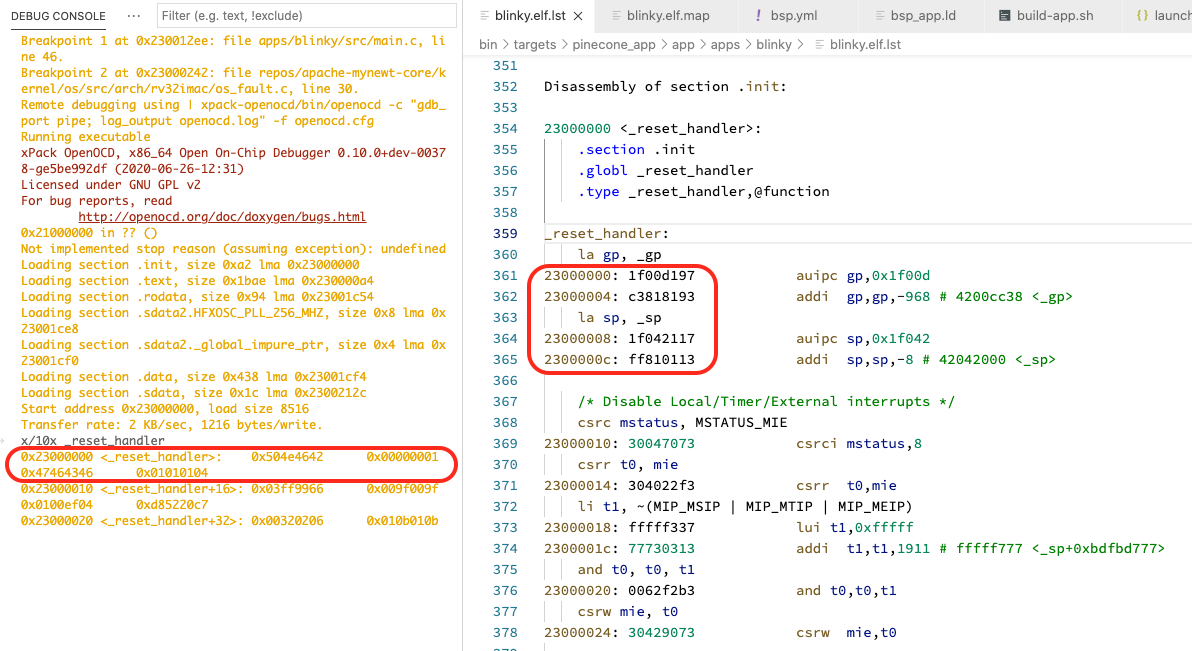 DEBUG CONSOLE
···
Filter (e.g. text, !exclude)
Breakpoint 1 at 0x230012ee: file apps/blinky/src/main.c, li
ne 46.
Breakpoint 2 at 0x23000242: file repos/apache-mynewt-core/k
ernel/os/src/arch/rv32imac/os_fault.c, line 30.
Remote debugging using | xpack-openocd/bin/openocd -c "gdb_
port pipe; log_output openocd.log" -f openocd.cfg
Running executable
xPack OpenOCD, x86_64 Open On-Chip Debugger 0.10.0+dev-0037
8-ge5be992df (2020-06-26-12:31)
Licensed under GNU GPL v2
For bug reports, read
http://openocd.org/doc/doxygen/bugs.html
0x21000000 in ?? ()
Not implemented stop reason (assuming exception): undefined
Loading section .init, size 0xa2 lma 0x23000000
Loading section .text, size 0x1bae lma 0x230000a4
Loading section .rodata, size 0x94 lma 0x23001c54
Loading section .sdata2.HFXOSC_PLL_256_MHZ, size 0x8 lma 0x
23001ce8
Loading section .sdata2._global_impure_ptr, size 0x4 lma 0x
23001cf0
Loading section .data, size 0x438 lma 0x23001cf4
Loading section .sdata, size 0x1c lma 0x2300212c
Start address 0x23000000, load size 8516
Transfer rate: 2 KB/sec, 1216 bytes/write.
x/10x _reset_handler
0x23000000 <_reset_handler>: 0x504e4642 0x00000001
0x47464346 0x01010104
0x23000010 <_reset_handler+16>: 0x03ff9966 0x009f009f
0x0100ef04 0xd85220c7
0x23000020 <_reset_handler+32>: 0x00320206 0x010b010b
blinky.elf.lst ×
blinky.elf.map
! bsp.yml
bsp_app.ld
build-app.sh
{} launch
bin > targets > pinecone_app > app > apps > blinky > blinky.elf.lst
351
352 Disassembly of section .init:
353
354 23000000 <_reset_handler>:
355 .section .init
356 .globl _reset_handler
357 .type _reset_handler,@function
358
359 _reset_handler:
360 la gp, _gp
361 23000000: 1f00d197 auipc gp,0x1f00d
362 23000004: c3818193 addi gp,gp,-968 # 4200cc38 <_gp>
363 la sp, _sp
364 23000008: 1f042117 auipc sp,0x1f042
365 2300000c: ff810113 addi sp,sp,-8 # 42042000 <_sp>
366
367 /* Disable Local/Timer/External interrupts */
368 csrc mstatus, MSTATUS_MIE
369 23000010: 30047073 csrci mstatus,8
370 csrr t0, mie
371 23000014: 304022f3 csrr t0,mie
372 li t1, ~(MIP_MSIP | MIP_MTIP | MIP_MEIP)
373 23000018: fffff337 lui t1,0xfffff
374 2300001c: 77730313 addi t1,t1,1911 # fffff777 <_sp+0xbdfbd777>
375 and t0, t0, t1
376 23000020: 0062f2b3 and t0,t0,t1
377 csrw mie, t0
378 23000024: 30429073 csrw mie,t0